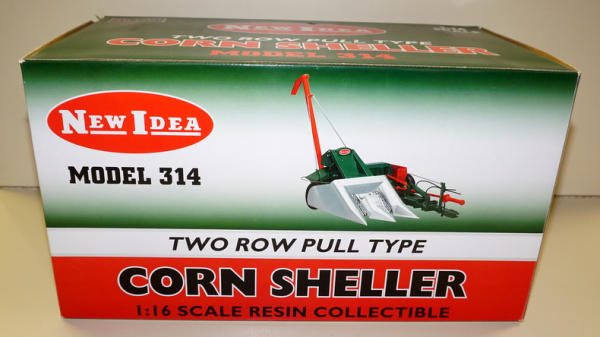 NEW IDEA
TWO ROW PULL TYPE
CORN SHELLER
MODEL 314
NEW IDEA
MODEL 314
TWO ROW PULL TYPE
CORN SHELLER
1:16 SCALE RESIN COLLECTIBLE